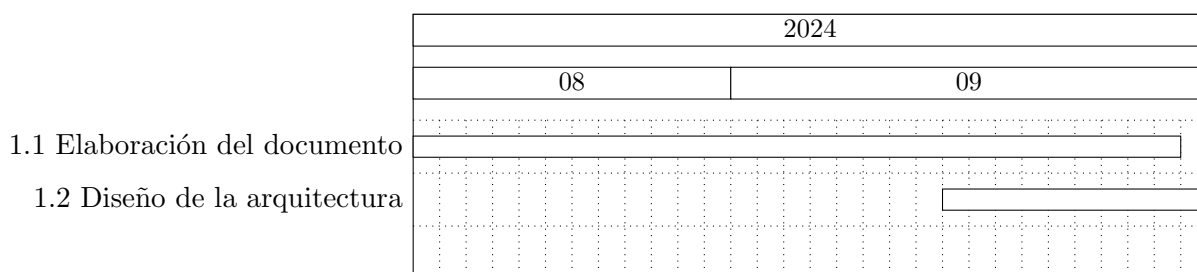 2024
08 09
1.1 Elaboración del documento
1.2 Diseño de la arquitectura